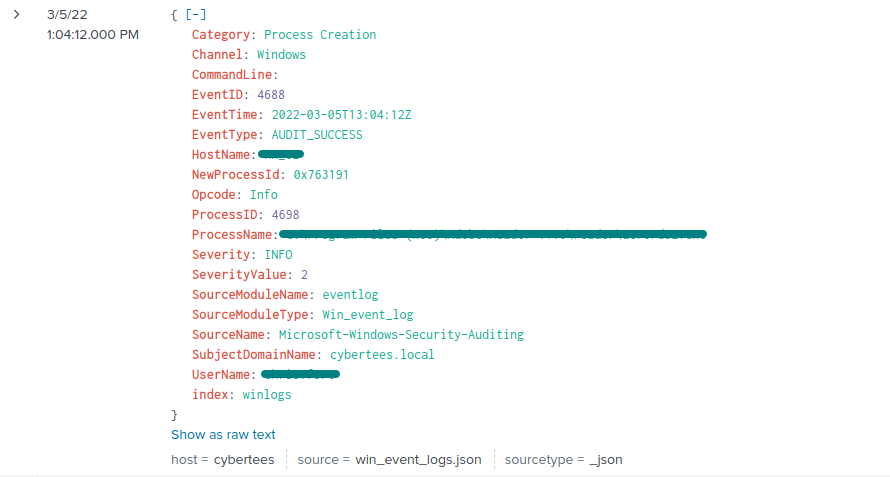 > 3/5/22 { [-]
1:04:12.000 PM Category: Process Creation
Channel: Windows
CommandLine:
EventID: 4688
EventTime: 2022-03-05T13:04:12Z
EventType: AUDIT_SUCCESS
HostName:
NewProcessId: 0x763191
Opcode: Info
ProcessID: 4698
ProcessName:
Severity: INFO
SeverityValue: 2
SourceModuleName: eventlog
SourceModuleType: Win_event_log
SourceName: Microsoft-Windows-Security-Auditing
SubjectDomainName: cybertees.local
UserName:
index: winlogs
}
Show as raw text
host = cybertees source = win_event_logs.json sourcetype = _json